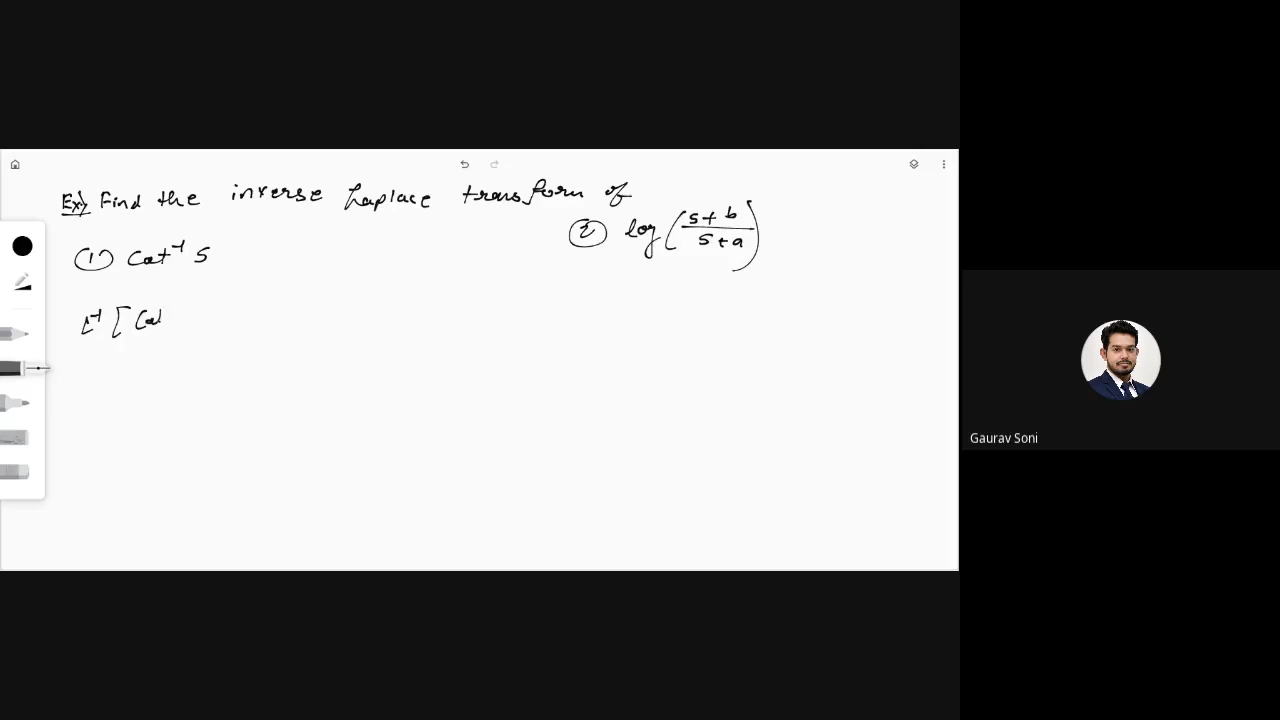 Ex) Find the inverse Laplace transform of
① Cot⁻¹ s
② log (s+b / s+a)
L⁻¹ [Cot
Gaurav Soni